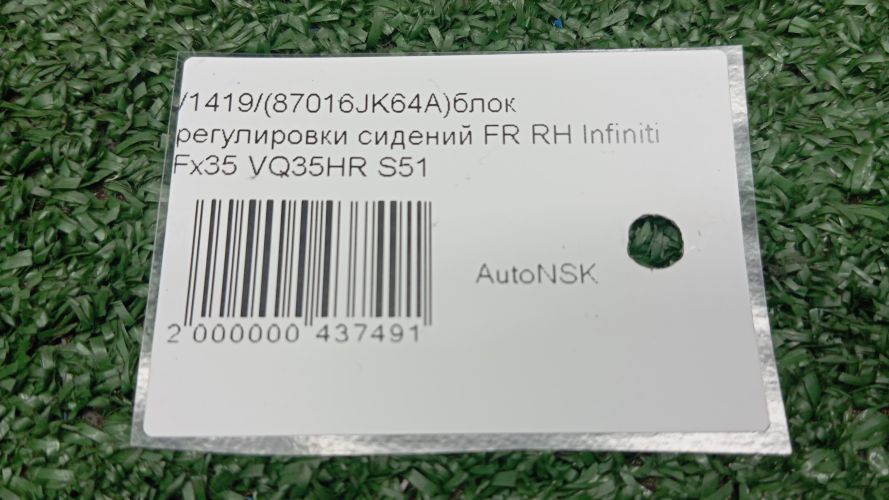 /1419/(87016JK64A)блок
регулировки сидений FR RH Infiniti
Fx35 VQ35HR S51
AutoNSK
2 000000 437491